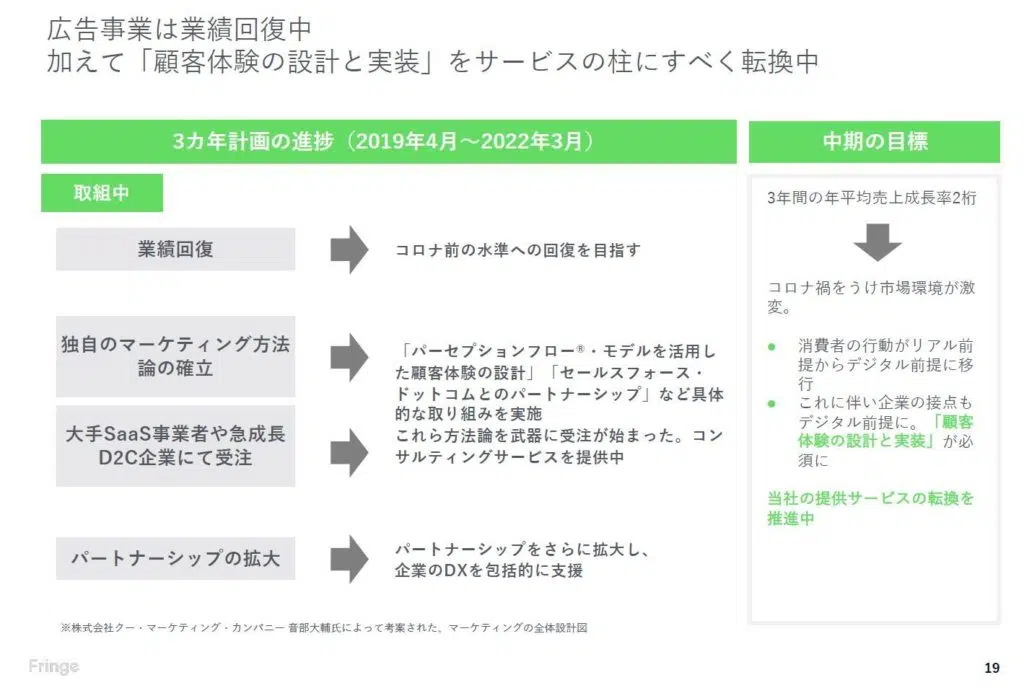 広告事業は業績回復中
加えて「顧客体験の設計と実装」をサービスの柱にすべく転換中
3カ年計画の進捗（2019年4月～2022年3月）
取組中
業績回復
コロナ前の水準への回復を目指す
独自のマーケティング方法
論の確立
「パーセプションフロー®・モデルを活用し
た顧客体験の設計」「セールスフォース・
ドットコムとのパートナーシップ」など具体
的な取り組みを実施
大手SaaS事業者や急成長
D2C企業にて受注
これら方法論を武器に受注が始まった。コン
サルティングサービスを提供中
パートナーシップの拡大
パートナーシップをさらに拡大し、
企業のDXを包括的に支援
※株式会社クー・マーケティング・カンパニー 音部大輔氏によって考案された、マーケティングの全体設計図
中期の目標
3年間の年平均売上成長率2桁
コロナ禍をうけ市場環境が激
変。
● 消費者の行動がリアル前
提からデジタル前提に移
行
● これに伴い企業の接点も
デジタル前提に。「顧客
体験の設計と実装」が必
須に
当社の提供サービスの転換を
推進中
Fringe
19